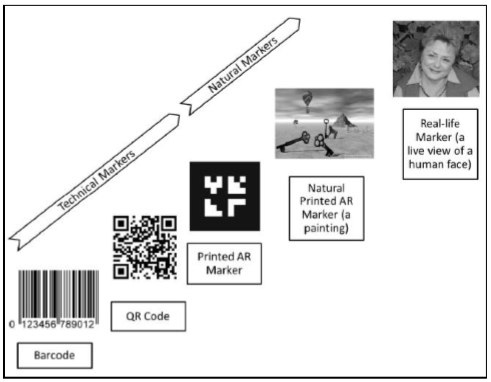 Natural Markers
Technical Markers
Real-life
Marker (a
live view of a
human face)
Natural
Printed AR
Marker (a
painting)
Printed AR
Marker
QR Code
0 123456 789012
Barcode